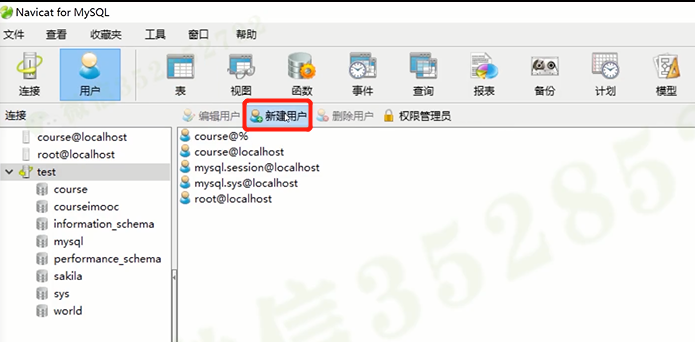 Navicat for MySQL
文件 查看 收藏夹 工具 窗口 帮助
连接 用户 表 视图 函数 事件 查询 报表 备份 计划 模型
连接 编辑用户 新建用户 删除用户 权限管理员
course@localhost
root@localhost
test
course
courseimooc
information_schema
mysql
performance_schema
sakila
sys
world
course@%
course@localhost
mysql.session@localhost
mysql.sys@localhost
root@localhost